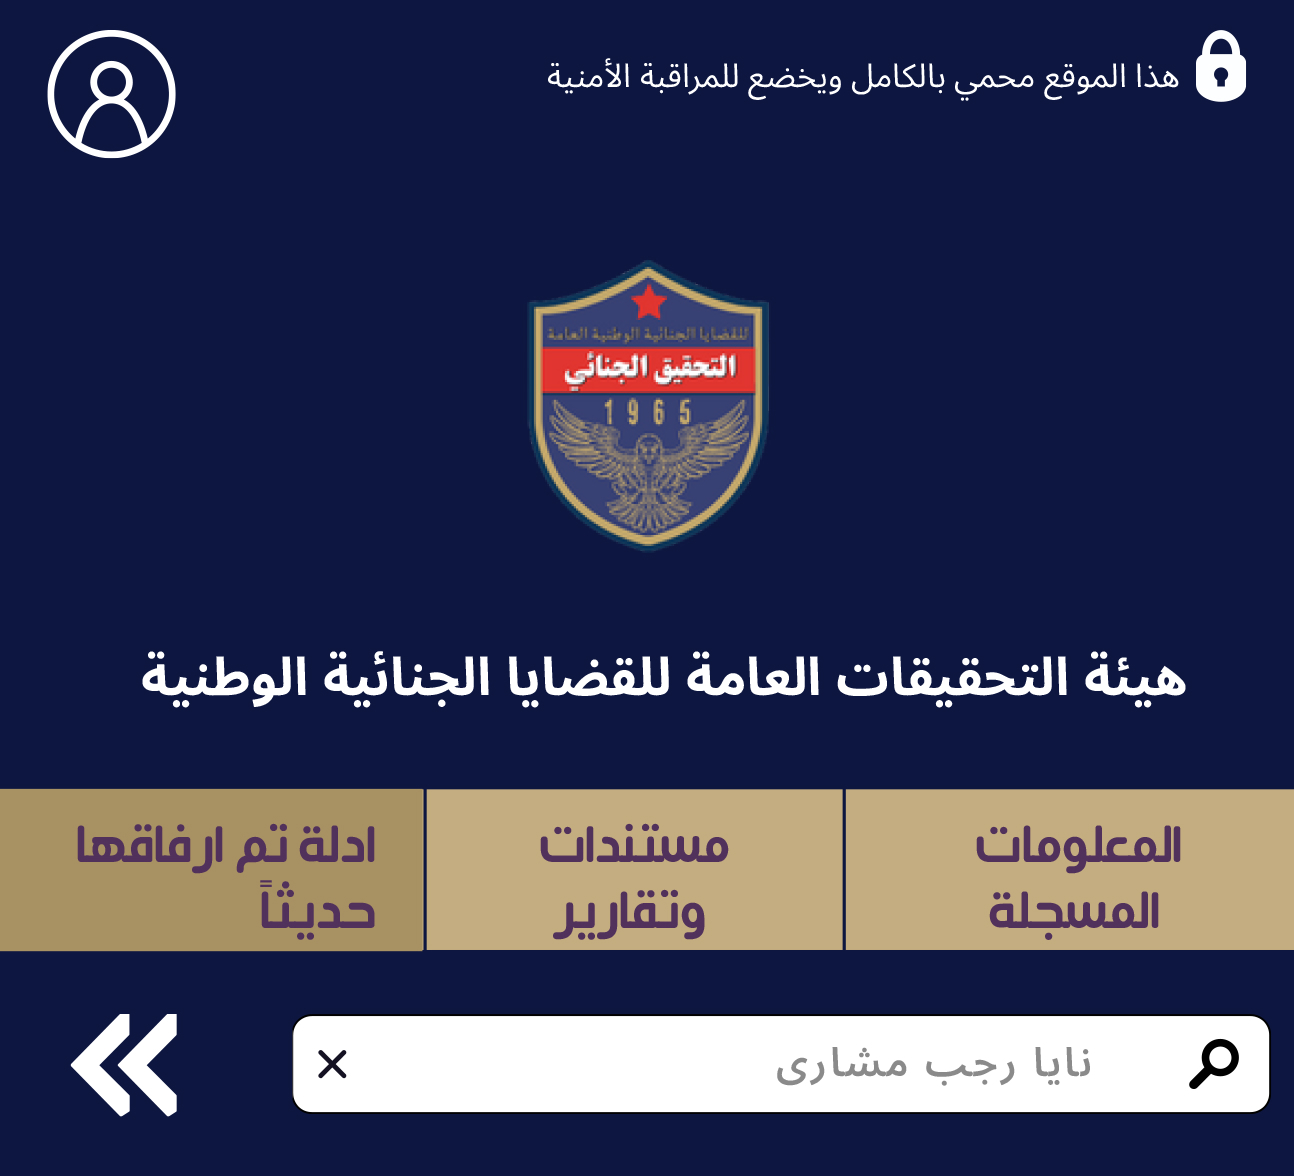 هذا الموقع محمي بالكامل ويخضع للمراقبة الأمنية
للقضايا الجنائية الوطنية العامة
التحقيق الجنائي
1965
هيئة التحقيقات العامة للقضايا الجنائية الوطنية
المعلومات
المسجلة
مستندات
وتقارير
ادلة تم ارفاقها
حديثاً
نايا رجب مشارى